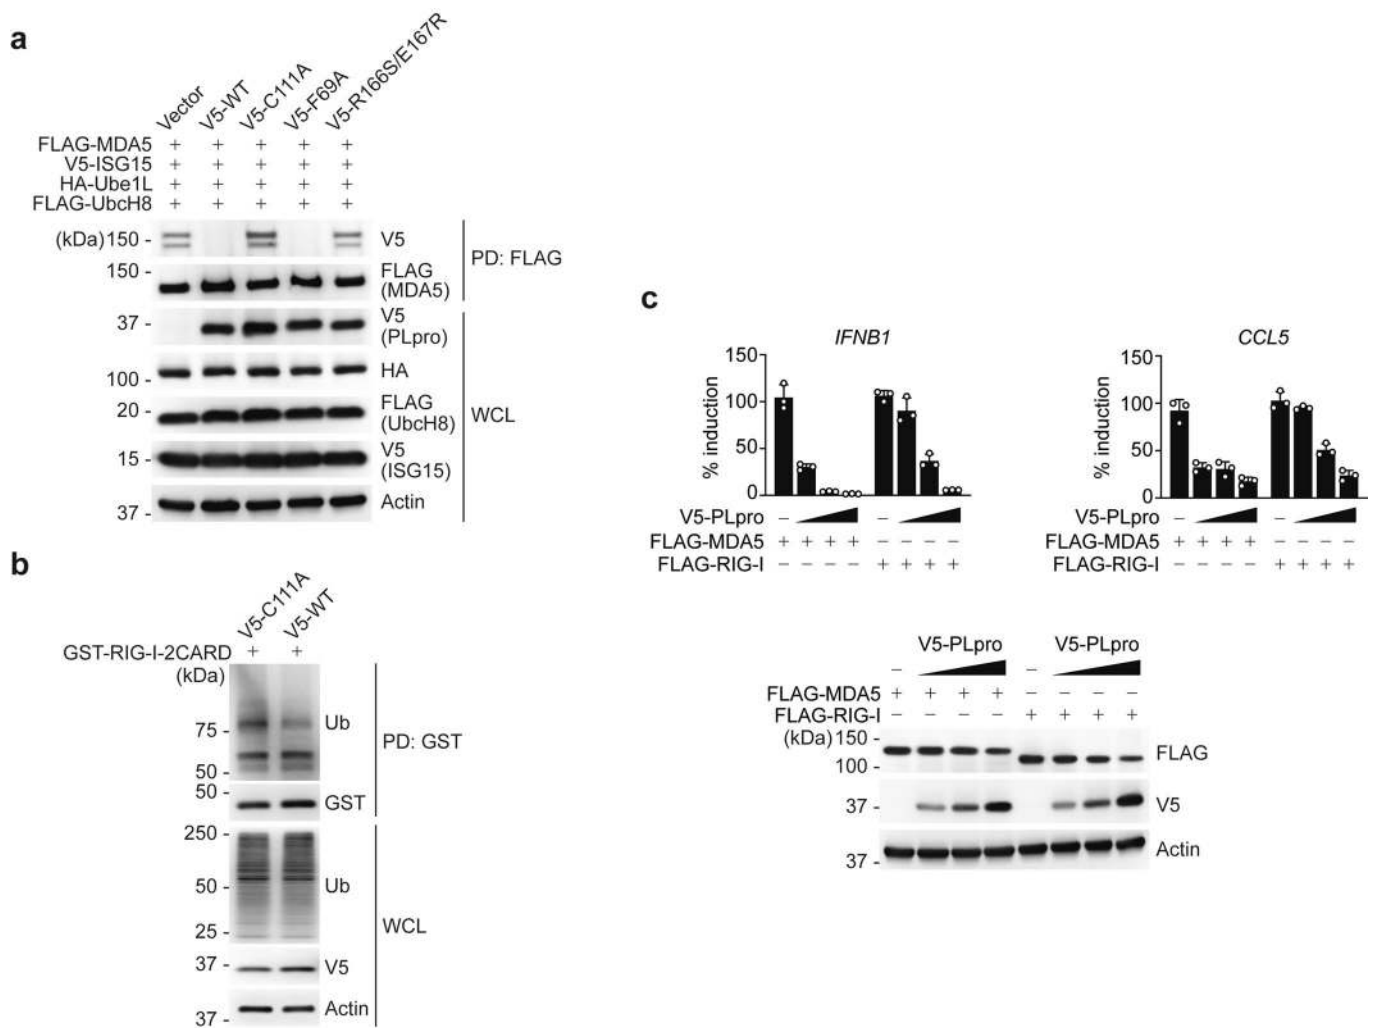 a
Vector
V5-WT
V5-C111A
V5-F69A
V5-R166S/E167R
FLAG-MDA5 + + + + +
V5-ISG15 + + + + +
HA-Ube1L + + + + +
FLAG-UbcH8 + + + + +
(kDa) 150 - V5
150 - FLAG (MDA5)
PD: FLAG
37 - V5 (PLpro)
100 - HA
20 - FLAG (UbcH8)
15 - V5 (ISG15)
37 - Actin
WCL
b
V5-C111A
V5-WT
GST-RIG-I-2CARD + +
(kDa)
75 - Ub
50 -
50 - GST
PD: GST
250 -
50 - Ub
25 -
37 - V5
37 - Actin
WCL
c
IFNB1
% induction
150
100
50
0
V5-PLpro –
FLAG-MDA5 + + + + – – – –
FLAG-RIG-I – – – – + + + +
–
CCL5
% induction
150
100
50
0
V5-PLpro – –
FLAG-MDA5 + + + + – – – –
FLAG-RIG-I – – – – + + + +
V5-PLpro V5-PLpro
– –
FLAG-MDA5 + + + + – – – –
FLAG-RIG-I – – – – + + + +
(kDa) 150 -
100 - FLAG
37 - V5
37 - Actin